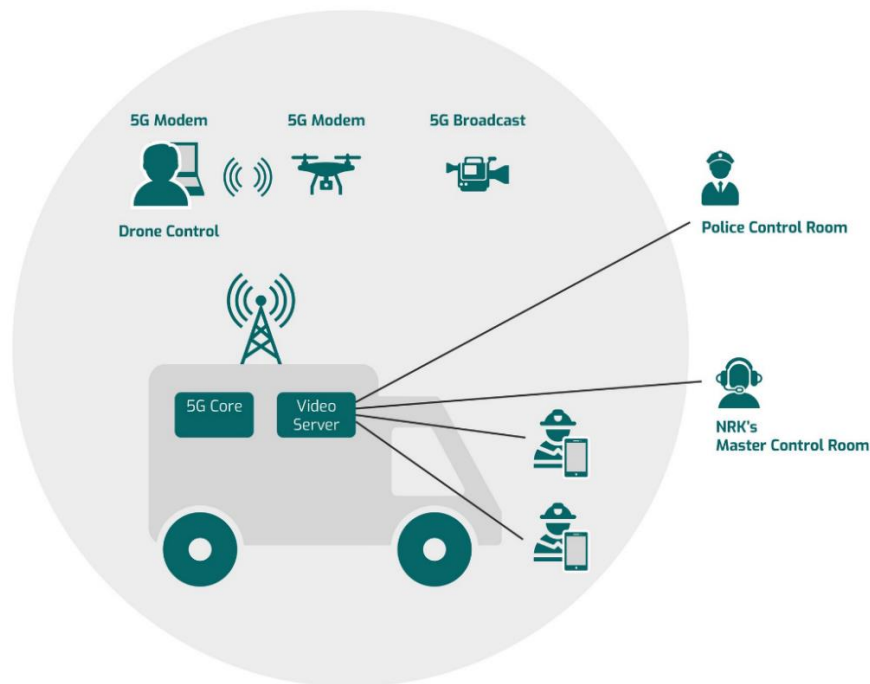 5G Modem
5G Modem
5G Broadcast
Drone Control
Police Control Room
5G Core
Video
Server
NRK's
Master Control Room